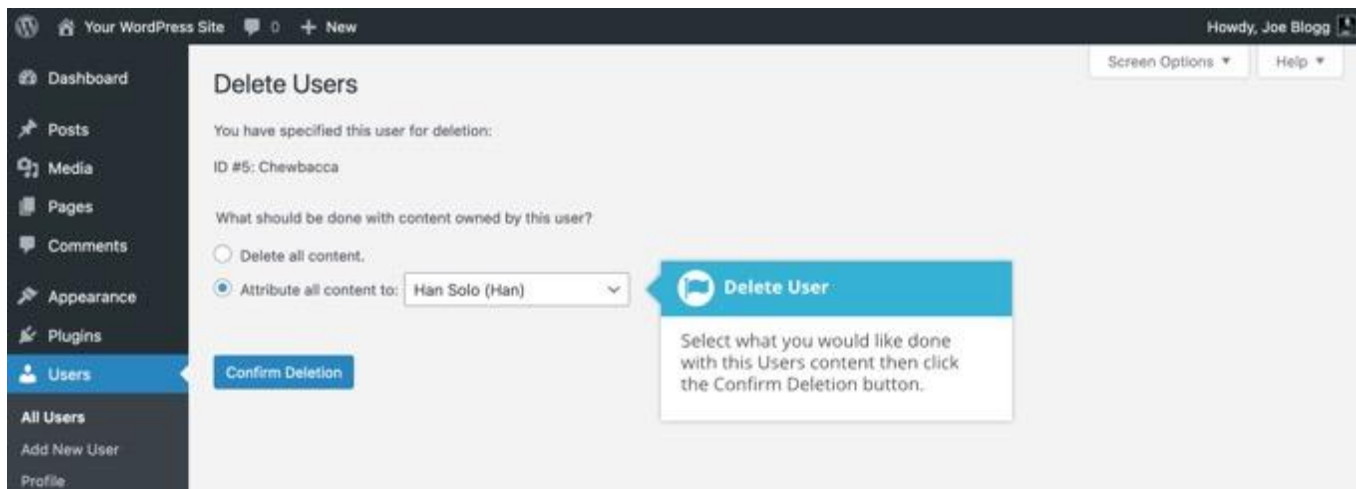 Your WordPress Site 0 + New Howdy, Joe Blogg
Screen Options Help
Dashboard
Posts
Media
Pages
Comments
Appearance
Plugins
Users
All Users
Add New User
Profile
Delete Users
You have specified this user for deletion:
ID #5: Chewbacca
What should be done with content owned by this user?
Delete all content.
Attribute all content to: Han Solo (Han)
Confirm Deletion
Delete User
Select what you would like done
with this Users content then click
the Confirm Deletion button.